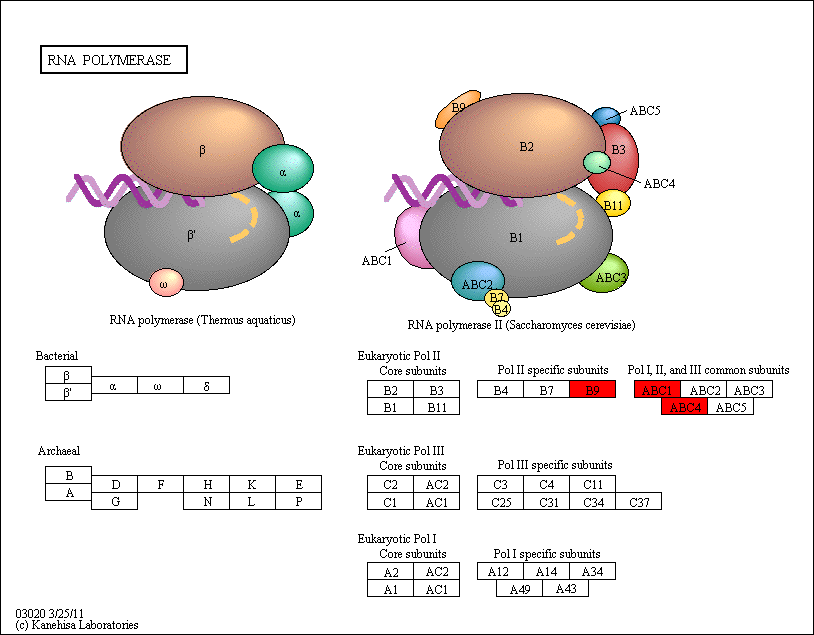 RNA POLYMERASE
B9
ABC5
β
B2
B3
α
ABC4
α
B11
β'
B1
ABC1
ABC3
ω
ABC2
B7
B4
RNA polymerase (Thermus aquaticus)
RNA polymerase II (Saccharomyces cerevisiae)
Bacterial
β
β' α ω δ
Eukaryotic Pol II
Core subunits Pol II specific subunits Pol I, II, and III common subunits
B2 B3 B4 B7 B9 ABC1 ABC2 ABC3
B1 B11 ABC4 ABC5
Archaeal
B
A D F H K E
G N L P
Eukaryotic Pol III
Core subunits Pol III specific subunits
C2 AC2 C3 C4 C11
C1 AC1 C25 C31 C34 C37
Eukaryotic Pol I
Core subunits Pol I specific subunits
A2 AC2 A12 A14 A34
A1 AC1 A49 A43
03020 3/25/11
(c) Kanehisa Laboratories